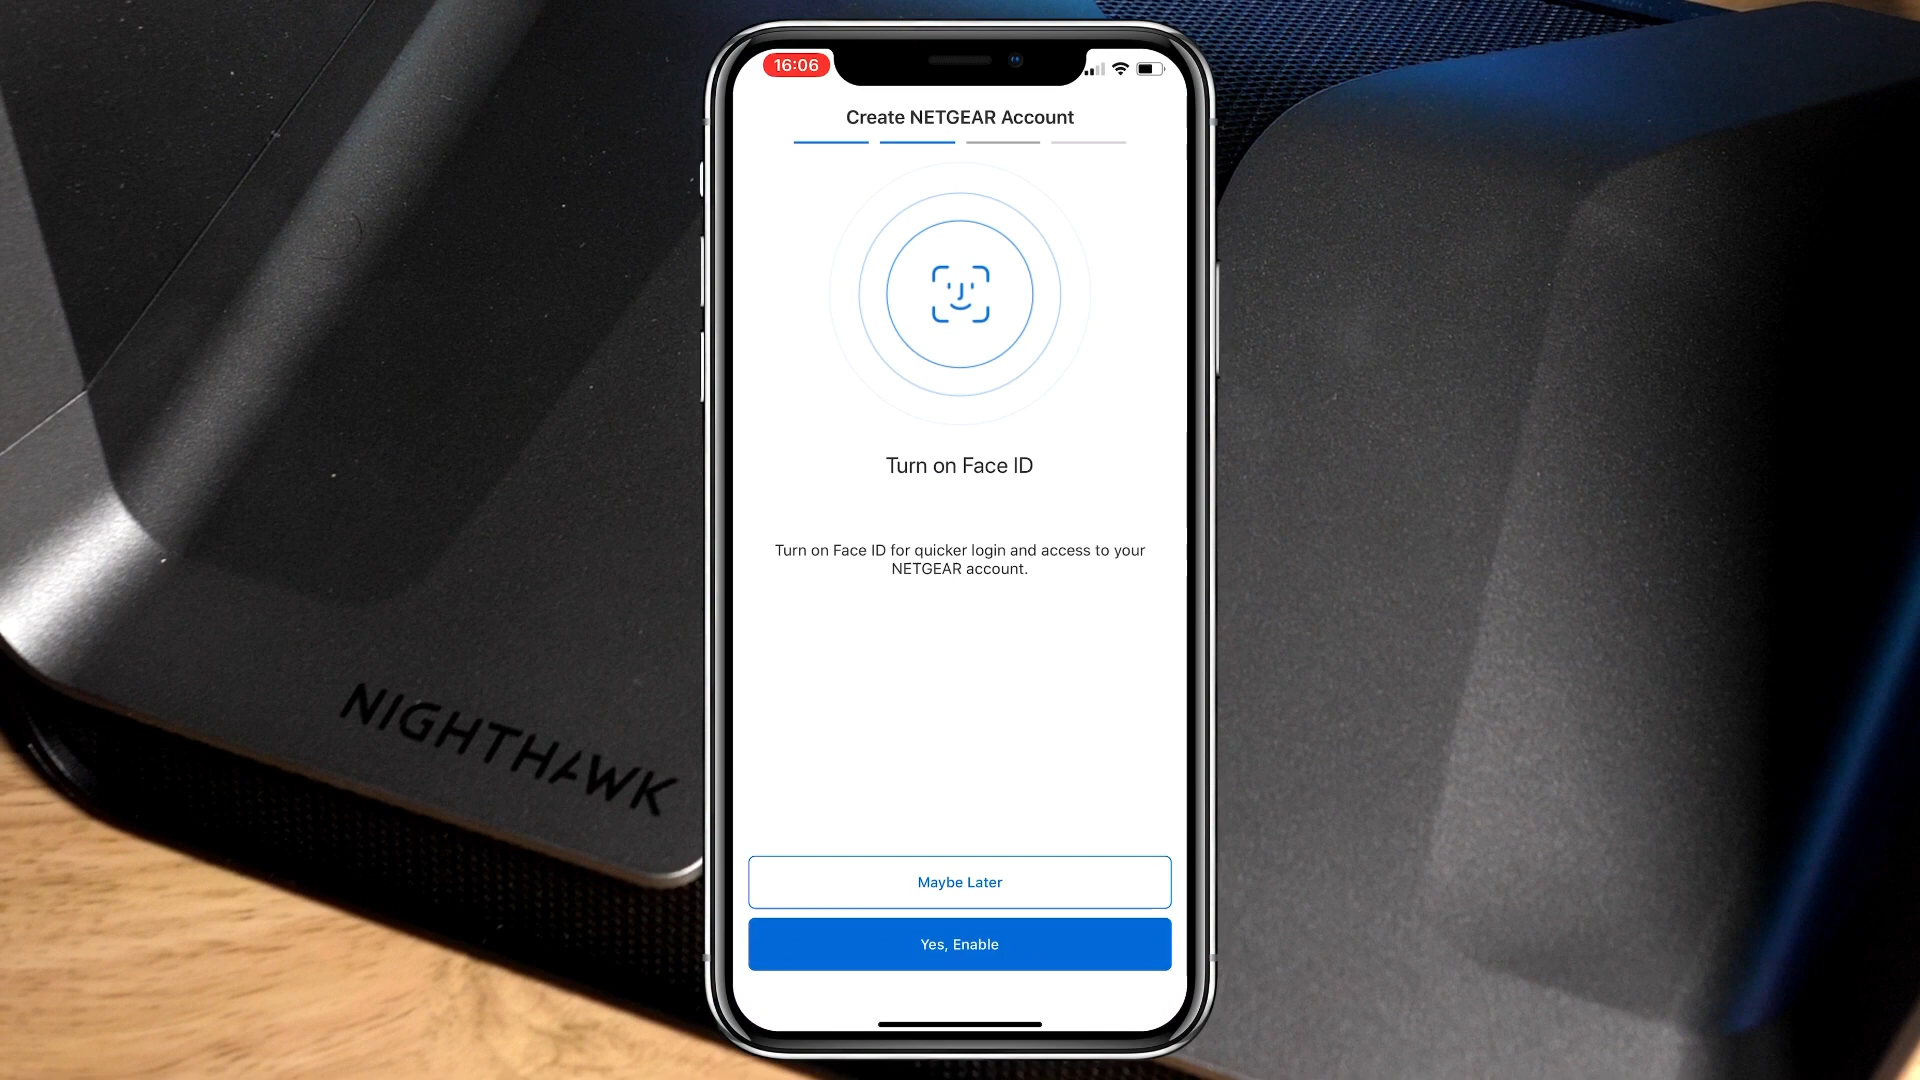 16:06
Create NETGEAR Account
Turn on Face ID
Turn on Face ID for quicker login and access to your
NETGEAR account.
Maybe Later
Yes, Enable
NIGHTHAWK